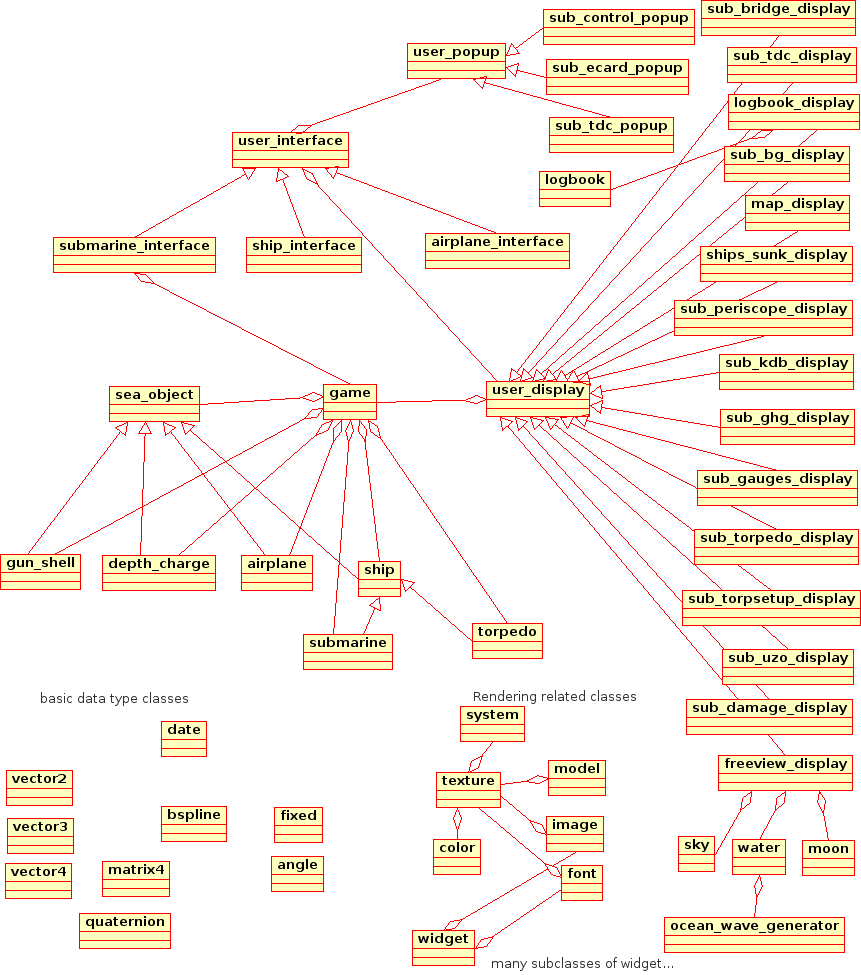 sub_bridge_display
sub_control_popup
user_popup
sub_tdc_display
sub_ecard_popup
logbook_display
sub_tdc_popup
user_interface
sub_bg_display
logbook
map_display
submarine_interface
ship_interface
airplane_interface
ships_sunk_display
sub_periscope_display
sub_kdb_display
sea_object
game
user_display
sub_ghg_display
sub_gauges_display
sub_torpedo_display
gun_shell
depth_charge
airplane
ship
sub_torpsetup_display
submarine
torpedo
sub_uzo_display
basic data type classes
Rendering related classes
sub_damage_display
system
date
freeview_display
vector2
texture
model
bspline
fixed
image
vector3
color
sky
water
moon
vector4
matrix4
angle
font
quaternion
widget
ocean_wave_generator
many subclasses of widget...